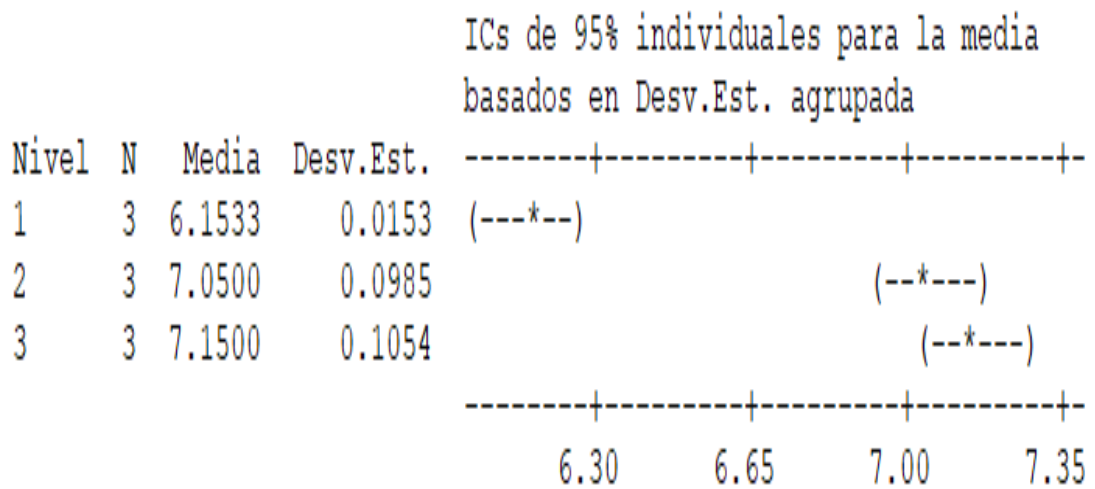 ICs de 95% individuales para la media
basados en Desv.Est. agrupada
Nivel  N   Media  Desv.Est.  --------+---------+---------+---------+-
1      3  6.1533     0.0153  (---*--)
2      3  7.0500     0.0985                            (--*---)
3      3  7.1500     0.1054                               (--*---)
--------+---------+---------+---------+-
6.30      6.65      7.00      7.35